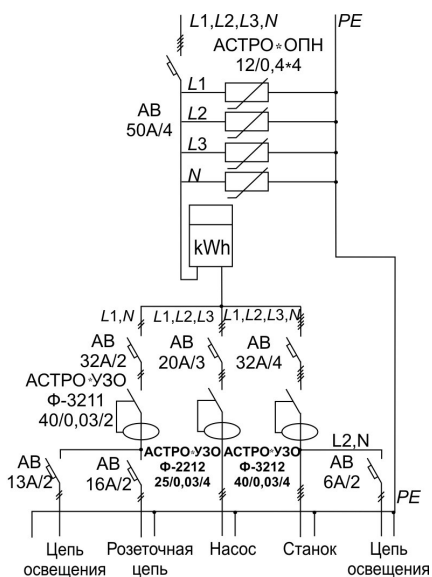 L1,L2,L3,N
PE
АСТРО*ОПН
12/0,4*4
L1
АВ
50А/4
L2
L3
N
kWh
L1,N
L1,L2,L3
L1,L2,L3,N
АВ
32А/2
АВ
20А/3
АВ
32А/4
АСТРО*УЗО
Ф-3211
40/0,03/2
АСТРО*УЗО
Ф-2212
25/0,03/4
АСТРО*УЗО
Ф-3212
40/0,03/4
L2,N
АВ
13А/2
АВ
16А/2
АВ
6А/2
PE
Цепь
освещения
Розеточная
цепь
Насос
Станок
Цепь
освещения